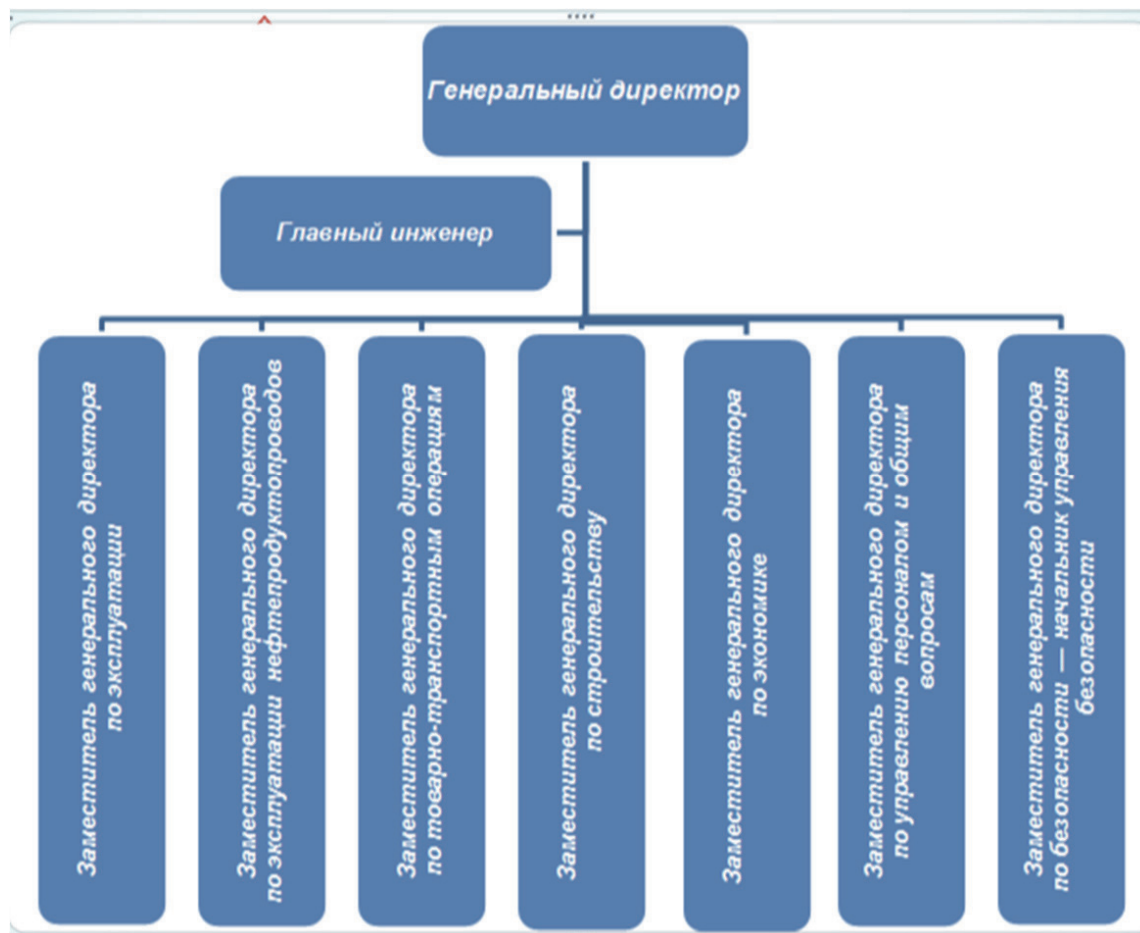 Генеральный директор
Главный инженер
Заместитель генерального директора
по эксплуатации
Заместитель генерального директора
по эксплуатации нефтепродуктопроводов
Заместитель генерального директора
по товарно-транспортным операциям
Заместитель генерального директора
по строительству
Заместитель генерального директора
по экономике
Заместитель генерального директора
по управлению персоналом и общим
вопросам
Заместитель генерального директора
по безопасности — начальник управления
безопасности